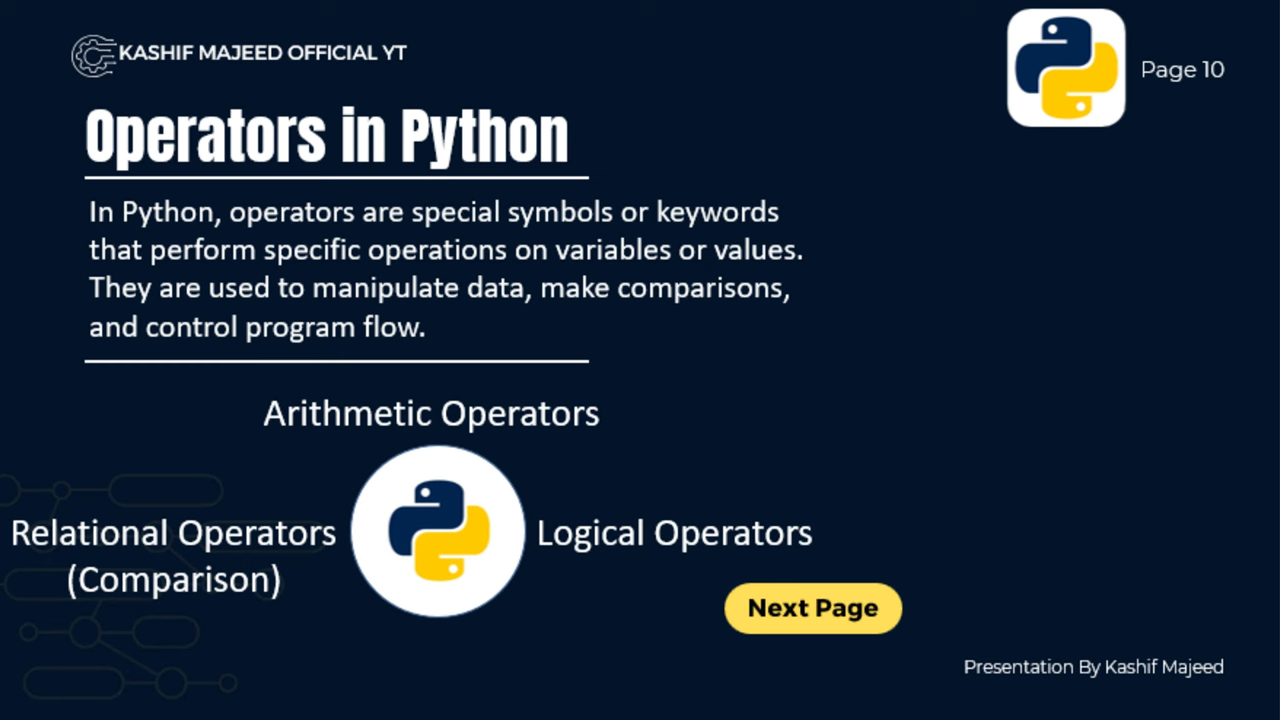 KASHIF MAJEED OFFICIAL YT
Page 10
Operators in Python
In Python, operators are special symbols or keywords
that perform specific operations on variables or values.
They are used to manipulate data, make comparisons,
and control program flow.
Arithmetic Operators
Relational Operators
(Comparison)
Logical Operators
Next Page
Presentation By Kashif Majeed